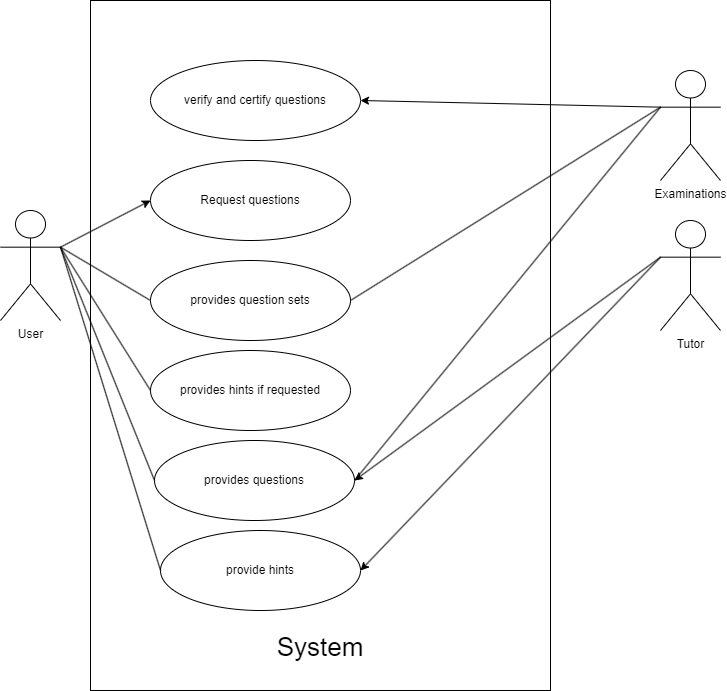 verify and certify questions
Request questions
Examinations
provides question sets
User
Tutor
provides hints if requested
provides questions
provide hints
System